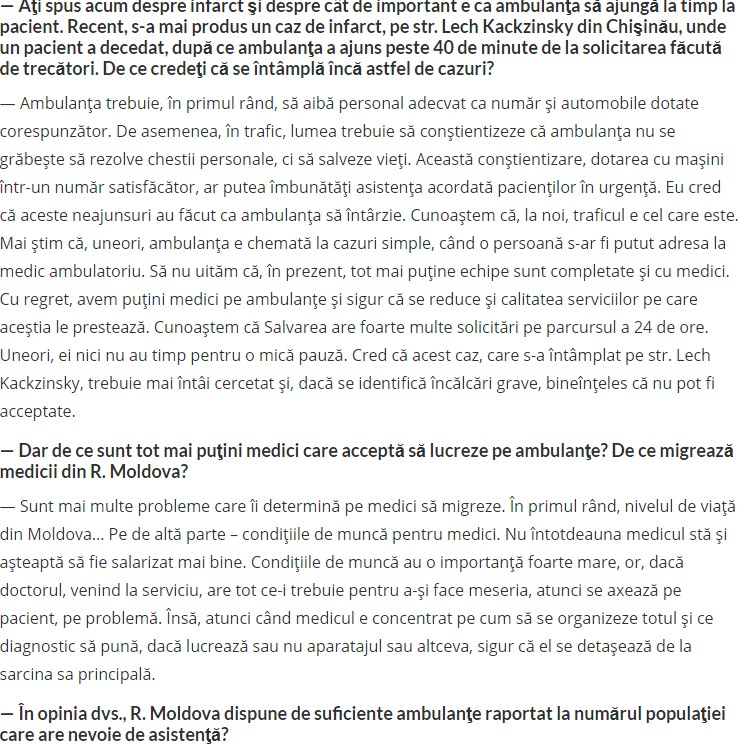 — Aţi spus acum despre infarct şi despre cât de important e ca ambulanţa să ajungă la timp la
pacient. Recent, s-a mai produs un caz de infarct, pe str. Lech Kackzinsky din Chişinău, unde
un pacient a decedat, după ce ambulanţa a ajuns peste 40 de minute de la solicitarea făcută
de trecători. De ce credeţi că se întâmplă încă astfel de cazuri?
— Ambulanţa trebuie, în primul rând, să aibă personal adecvat ca număr şi automobile dotate
corespunzător. De asemenea, în trafic, lumea trebuie să conştientizeze că ambulanţa nu se
grăbeşte să rezolve chestii personale, ci să salveze vieţi. Această conştientizare, dotarea cu maşini
într-un număr satisfăcător, ar putea îmbunătăţi asistenţa acordată pacienţilor în urgenţă. Eu cred
că aceste neajunsuri au făcut ca ambulanţa să întârzie. Cunoaştem că, la noi, traficul e cel care este.
Mai ştim că, uneori, ambulanţa e chemată la cazuri simple, când o persoană s-ar fi putut adresa la
medic ambulatoriu. Să nu uităm că, în prezent, tot mai puţine echipe sunt completate şi cu medici.
Cu regret, avem puţini medici pe ambulanţe şi sigur că se reduce şi calitatea serviciilor pe care
aceştia le prestează. Cunoaştem că Salvarea are foarte multe solicitări pe parcursul a 24 de ore.
Uneori, ei nici nu au timp pentru o mică pauză. Cred că acest caz, care s-a întâmplat pe str. Lech
Kackzinsky, trebuie mai întâi cercetat şi, dacă se identifică încălcări grave, bineînţeles că nu pot fi
acceptate.
— Dar de ce sunt tot mai puţini medici care acceptă să lucreze pe ambulanţe? De ce migrează
medicii din R. Moldova?
— Sunt mai multe probleme care îi determină pe medici să migreze. În primul rând, nivelul de viaţă
din Moldova... Pe de altă parte – condiţiile de muncă pentru medici. Nu întotdeauna medicul stă şi
aşteaptă să fie salarizat mai bine. Condiţiile de muncă au o importanţă foarte mare, or, dacă
doctorul, venind la serviciu, are tot ce-i trebuie pentru a-şi face meseria, atunci se axează pe
pacient, pe problemă. Însă, atunci când medicul e concentrat pe cum să se organizeze totul şi ce
diagnostic să pună, dacă lucrează sau nu aparatajul sau altceva, sigur că el se detaşează de la
sarcina sa principală.
— În opinia dvs., R. Moldova dispune de suficiente ambulanţe raportat la numărul populaţiei
care are nevoie de asistenţă?